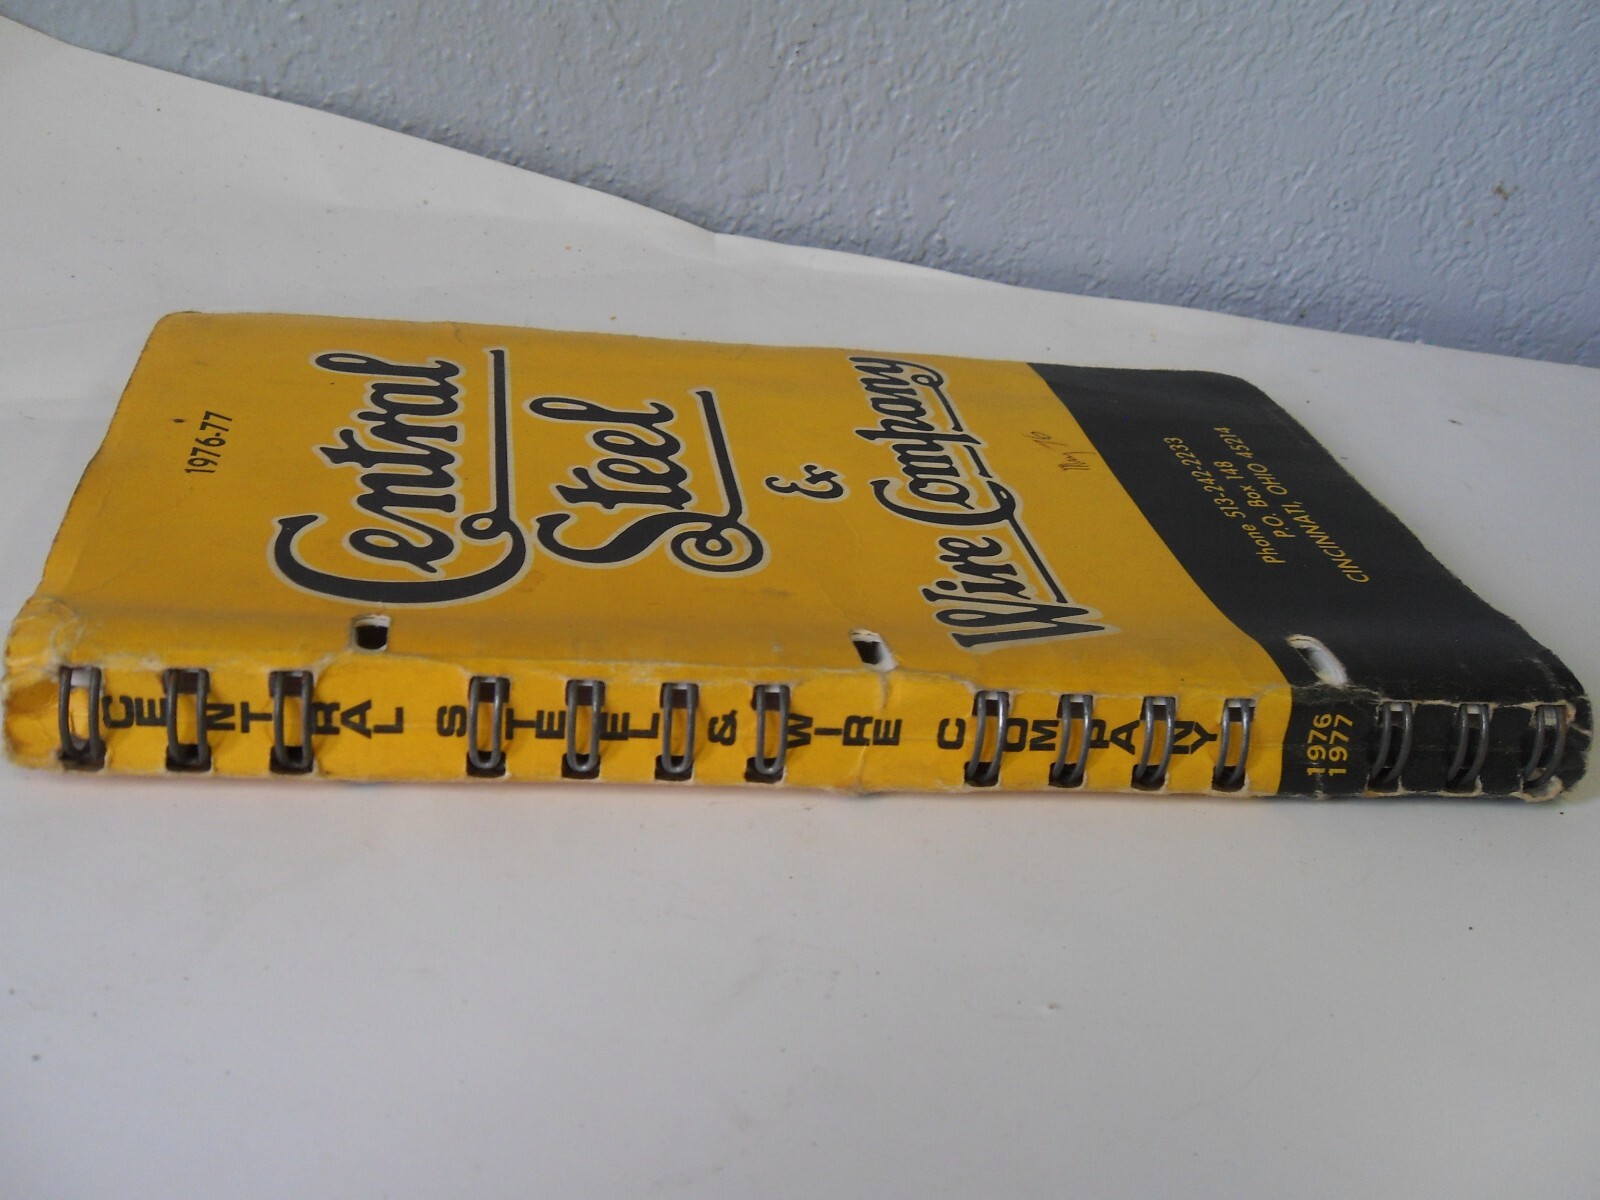 1976-77
Central
Steel
&
Wire Company
Phone 513-242-2233
P.O. Box 148
CINCINNATI, OHIO 45214
CENTRAL STEEL & WIRE COMPANY
1976
1977